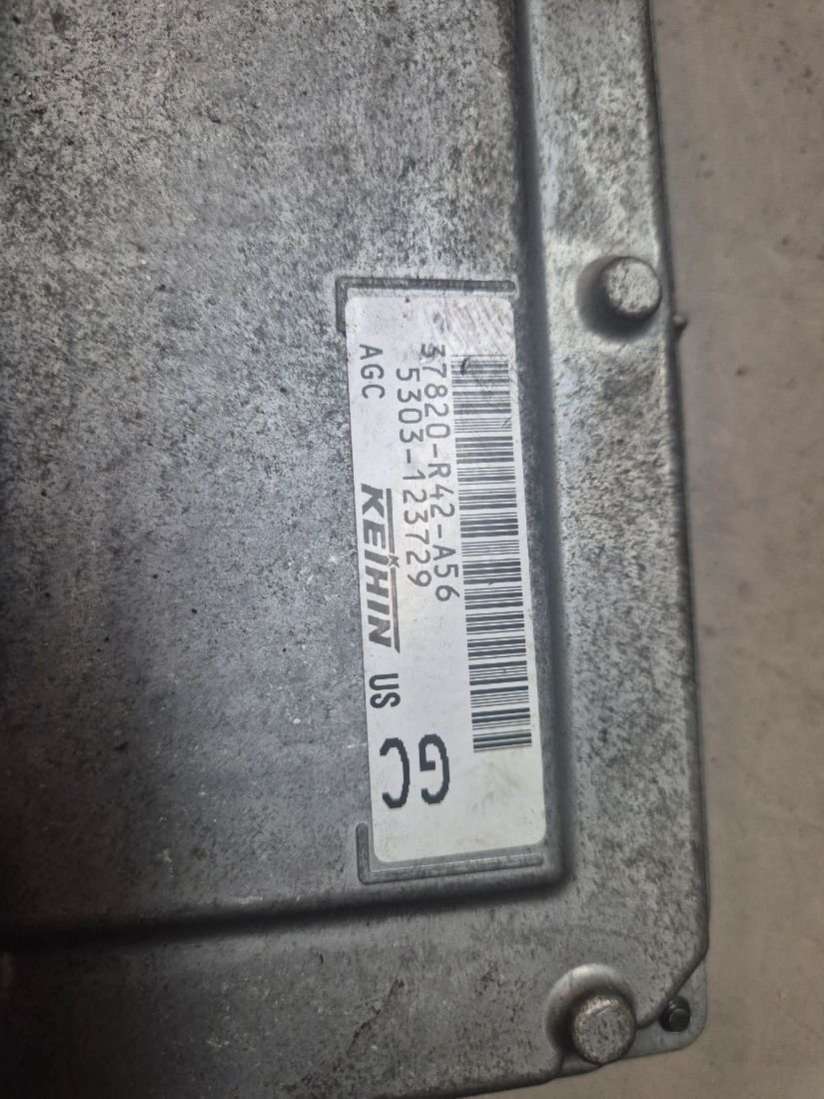 37820-R42-A56
5303-123729
AGC
KEIHIN US
GC